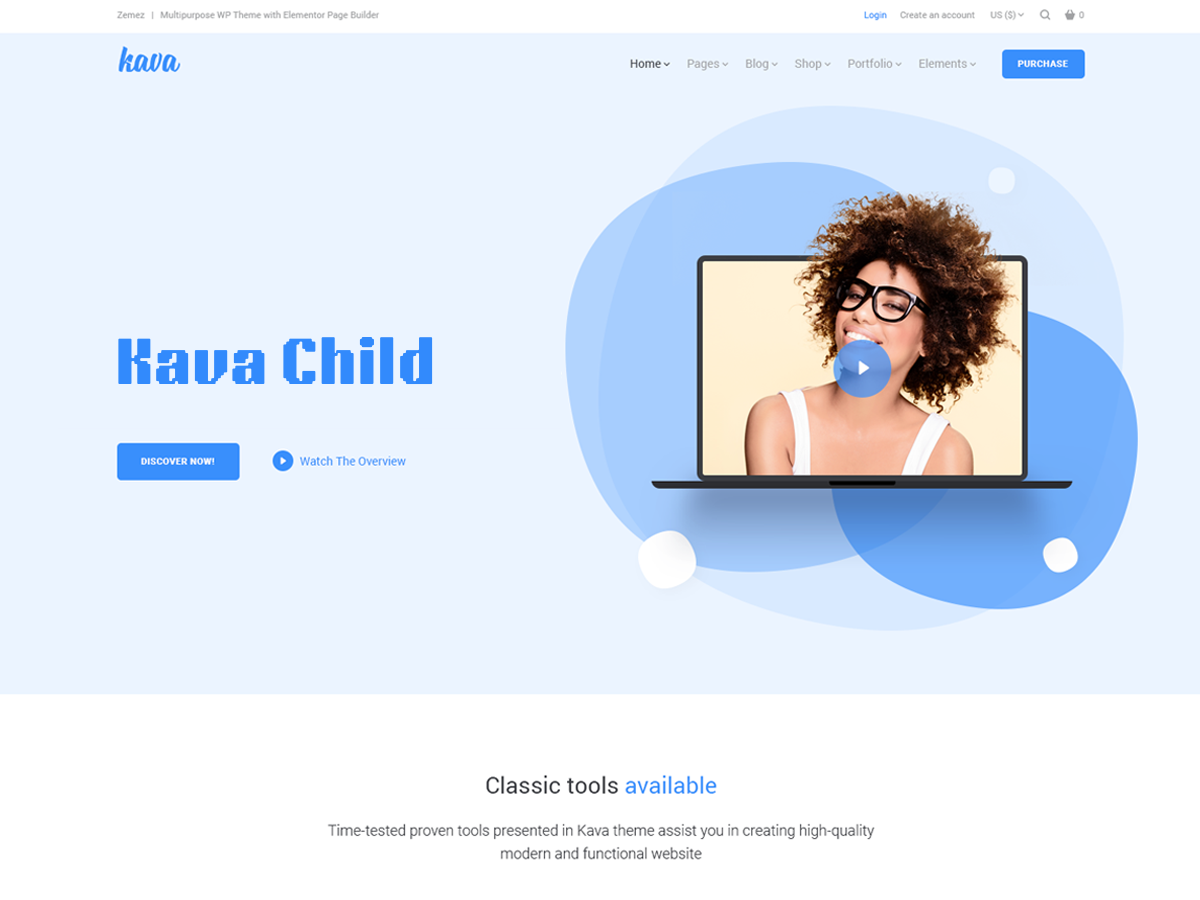 Zemez | Multipurpose WP Theme with Elementor Page Builder
Login Create an account US ($) 0
kava
Home Pages Blog Shop Portfolio Elements PURCHASE
Kava Child
DISCOVER NOW! Watch The Overview
Classic tools available
Time-tested proven tools presented in Kava theme assist you in creating high-quality
modern and functional website